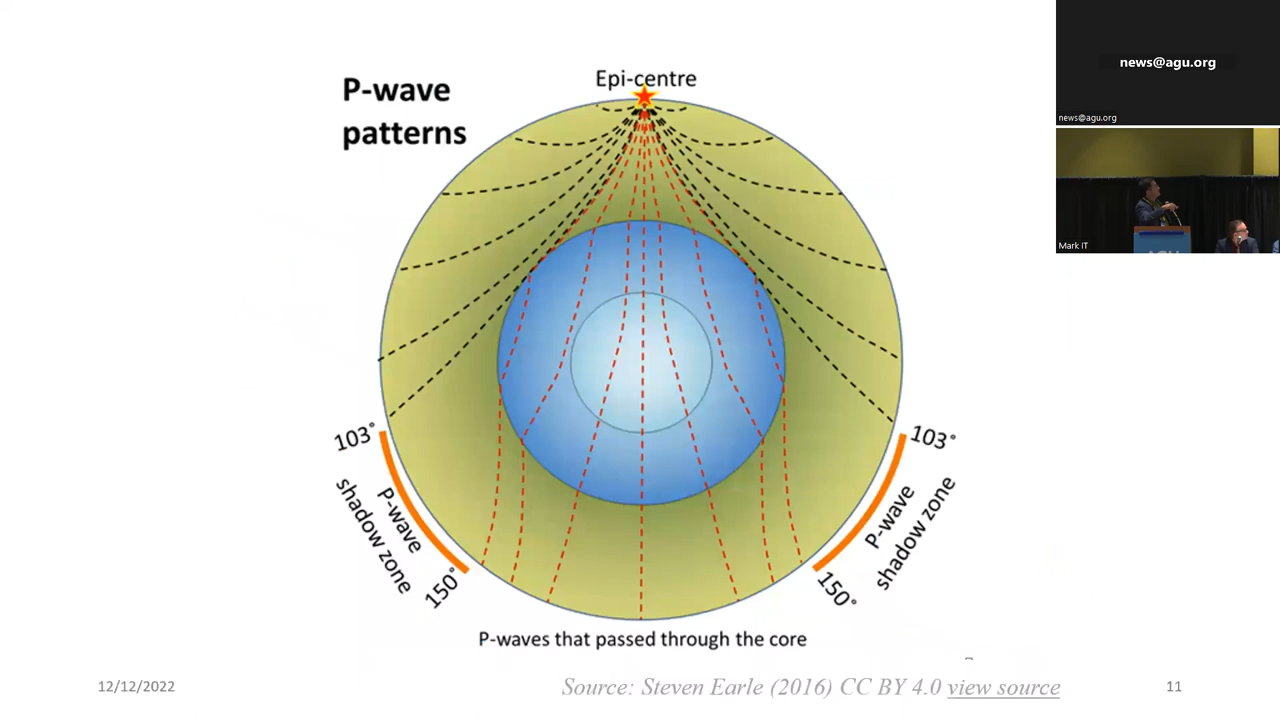 P-wave
patterns
Epi-centre
103°
P-wave
shadow zone
150°
103°
P-wave
shadow zone
150°
P-waves that passed through the core
12/12/2022
Source: Steven Earle (2016) CC BY 4.0 view source
11
news@agu.org
news@agu.org
Mark IT